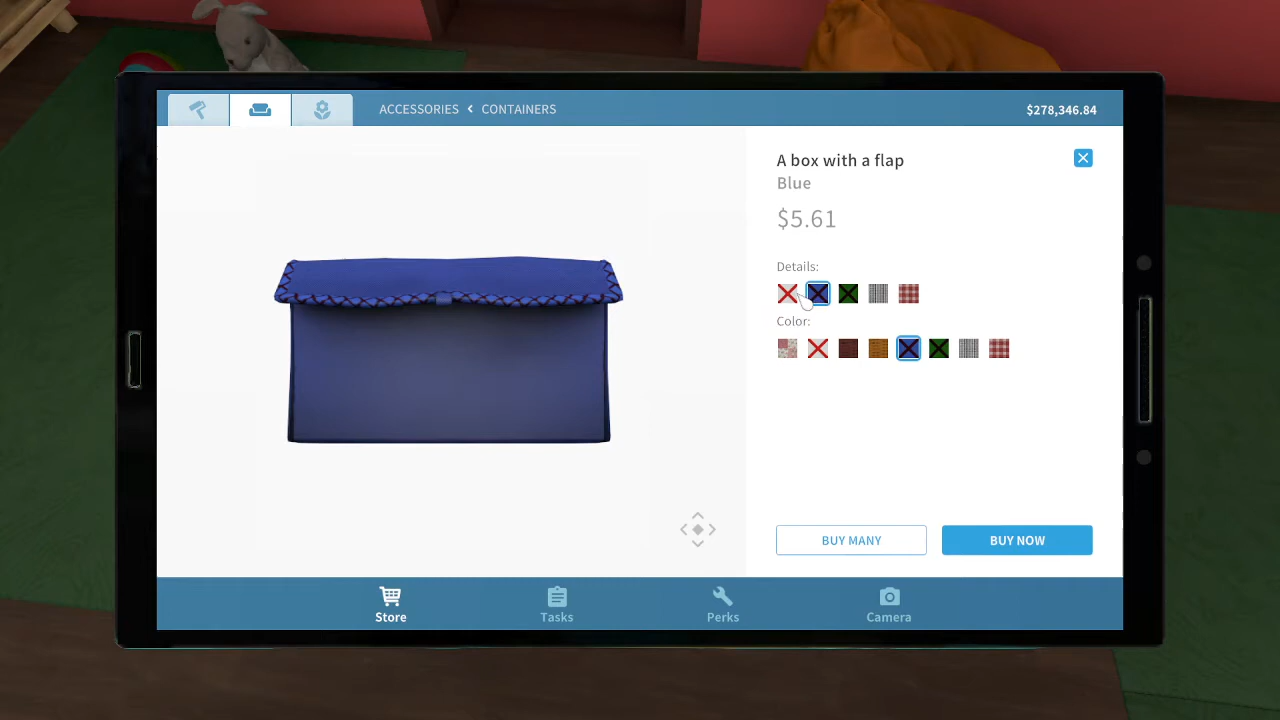 ACCESSORIES < CONTAINERS
$278,346.84
A box with a flap
Blue
$5.61
Details:
Color:
BUY MANY
BUY NOW
Store
Tasks
Perks
Camera